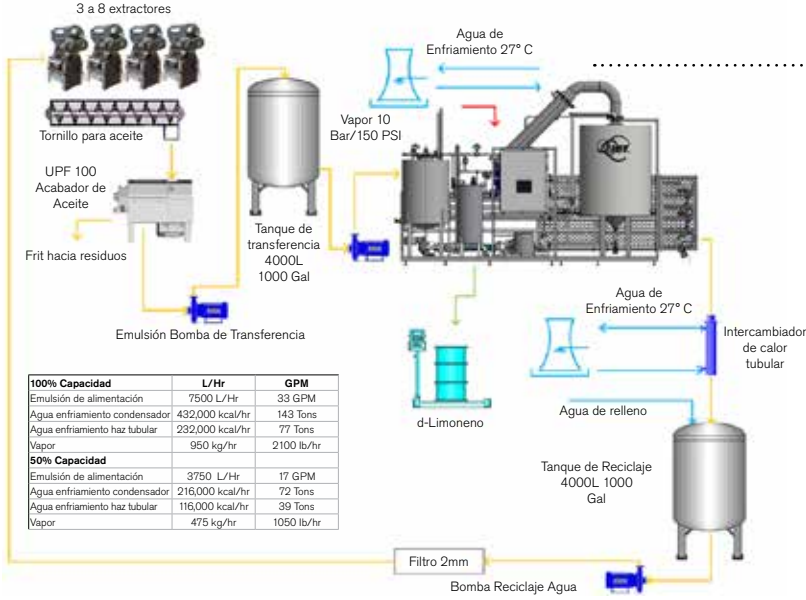 3 a 8 extractores
Tornillo para aceite
UPF 100
Acabador de
Aceite
Frit hacia residuos
Emulsión Bomba de Transferencia
Tanque de
transferencia
4000L
1000 Gal
Agua de
Enfriamiento 27° C
Vapor 10
Bar/150 PSI
d-Limoneno
Agua de
Enfriamiento 27° C
Intercambiador
de calor
tubular
Agua de relleno
Tanque de Reciclaje
4000L 1000
Gal
100% Capacidad L/Hr GPM
Emulsión de alimentación 7500 L/Hr 33 GPM
Agua enfriamiento condensador 432,000 kcal/hr 143 Tons
Agua enfriamiento haz tubular 232,000 kcal/hr 77 Tons
Vapor 950 kg/hr 2100 lb/hr
50% Capacidad
Emulsión de alimentación 3750 L/Hr 17 GPM
Agua enfriamiento condensador 216,000 kcal/hr 72 Tons
Agua enfriamiento haz tubular 116,000 kcal/hr 39 Tons
Vapor 475 kg/hr 1050 lb/hr
Filtro 2mm
Bomba Reciclaje Agua